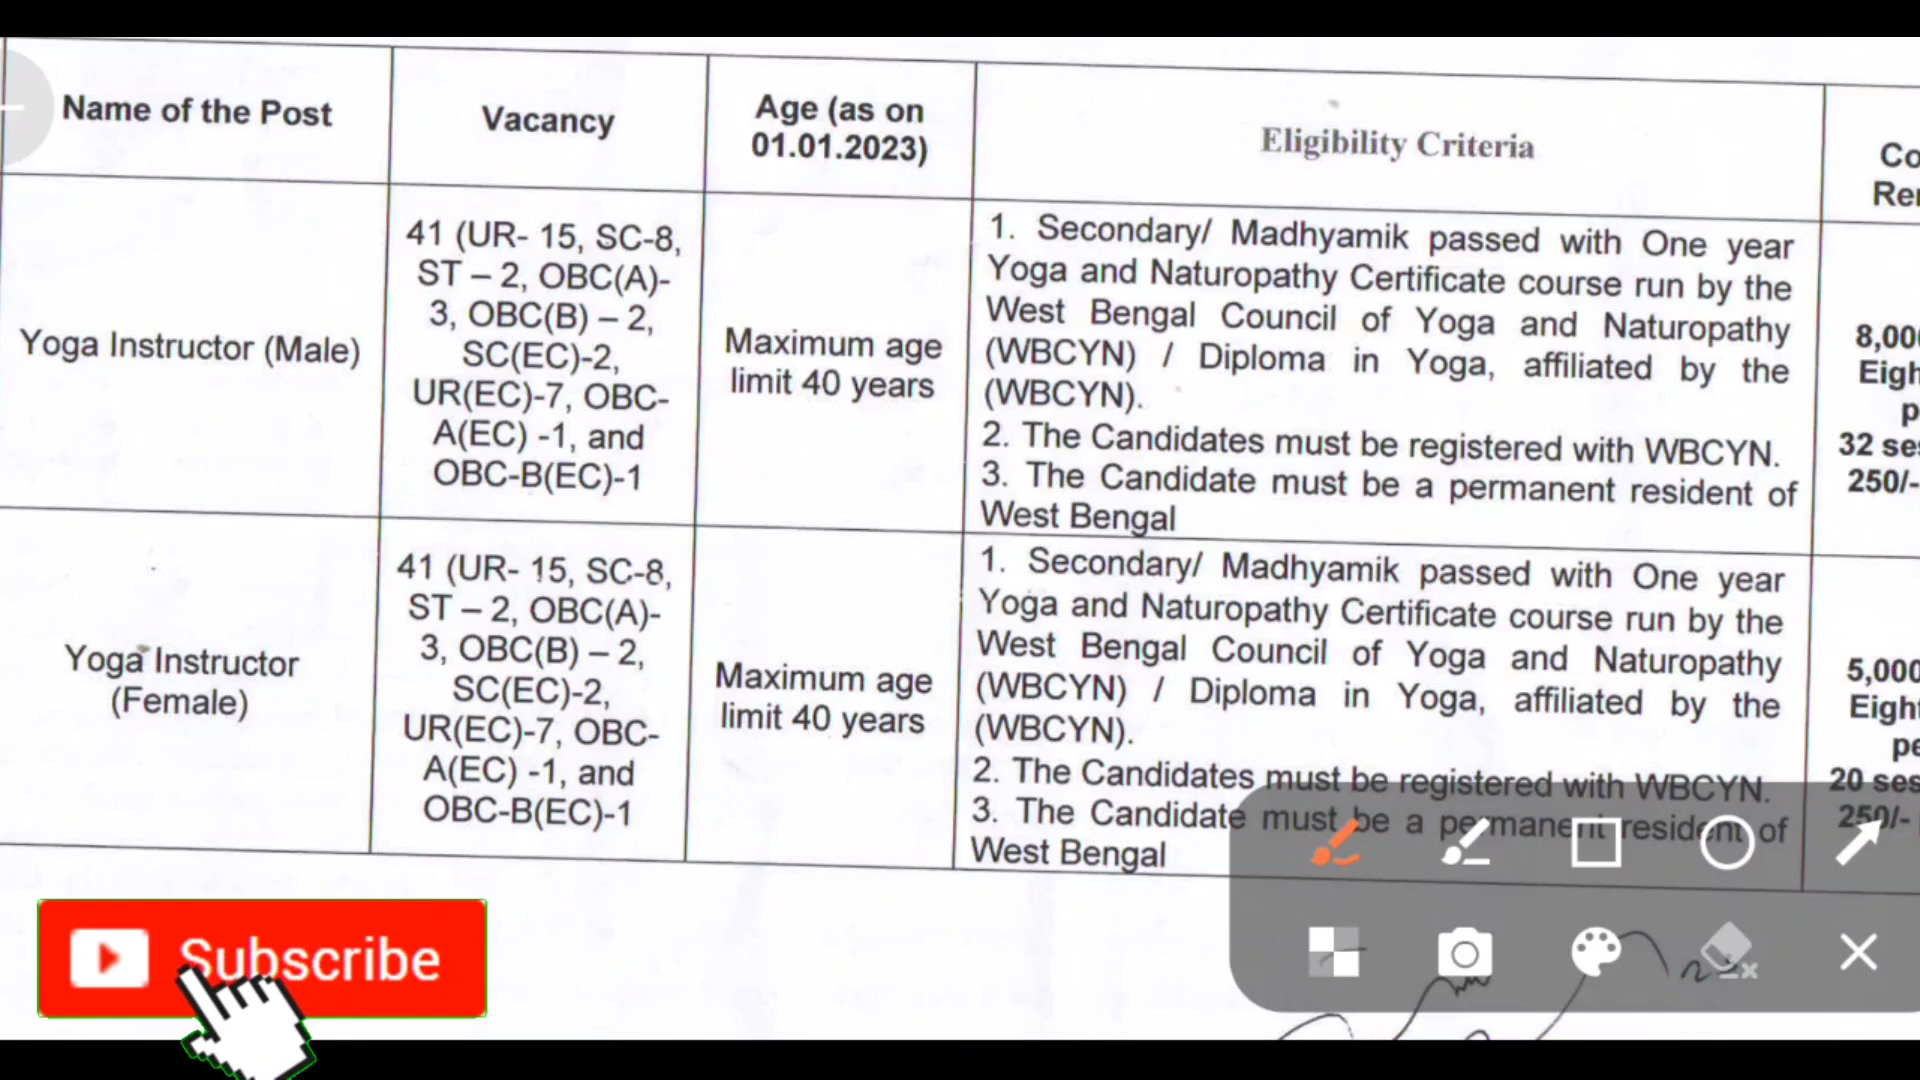 Name of the Post
Vacancy
Age (as on
01.01.2023)
Eligibility Criteria
Yoga Instructor (Male)
41 (UR- 15, SC-8,
ST – 2, OBC(A)-
3, OBC(B) – 2,
SC(EC)-2,
UR(EC)-7, OBC-
A(EC) -1, and
OBC-B(EC)-1
Maximum age
limit 40 years
1. Secondary/ Madhyamik passed with One year
Yoga and Naturopathy Certificate course run by the
West Bengal Council of Yoga and Naturopathy
(WBCYN) / Diploma in Yoga, affiliated by the
(WBCYN).
2. The Candidates must be registered with WBCYN.
3. The Candidate must be a permanent resident of
West Bengal
8,000
32 ses
250/-
Yoga Instructor
(Female)
41 (UR- 15, SC-8,
ST – 2, OBC(A)-
3, OBC(B) – 2,
SC(EC)-2,
UR(EC)-7, OBC-
A(EC) -1, and
OBC-B(EC)-1
Maximum age
limit 40 years
1. Secondary/ Madhyamik passed with One year
Yoga and Naturopathy Certificate course run by the
West Bengal Council of Yoga and Naturopathy
(WBCYN) / Diploma in Yoga, affiliated by the
(WBCYN).
2. The Candidates must be registered with WBCYN.
3. The Candidate must be a permanent resident of
West Bengal
5,000
Eight
20 ses
250/-
Subscribe